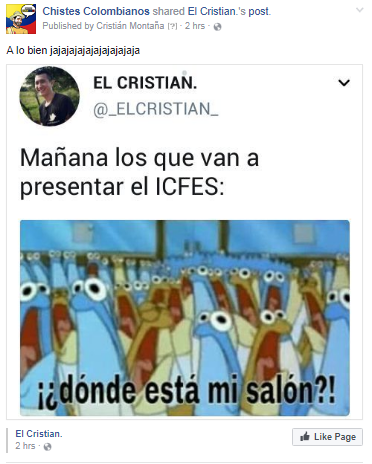 Chistes Colombianos shared El Cristian.'s post.
Published by Cristián Montaña [?] · 2 hrs ·
A lo bien jajajajajajajajajaja
EL CRISTIAN.
@_ELCRISTIAN_
Mañana los que van a
presentar el ICFES:
¡¿dónde está mi salón?!
El Cristian.
2 hrs ·
Like Page